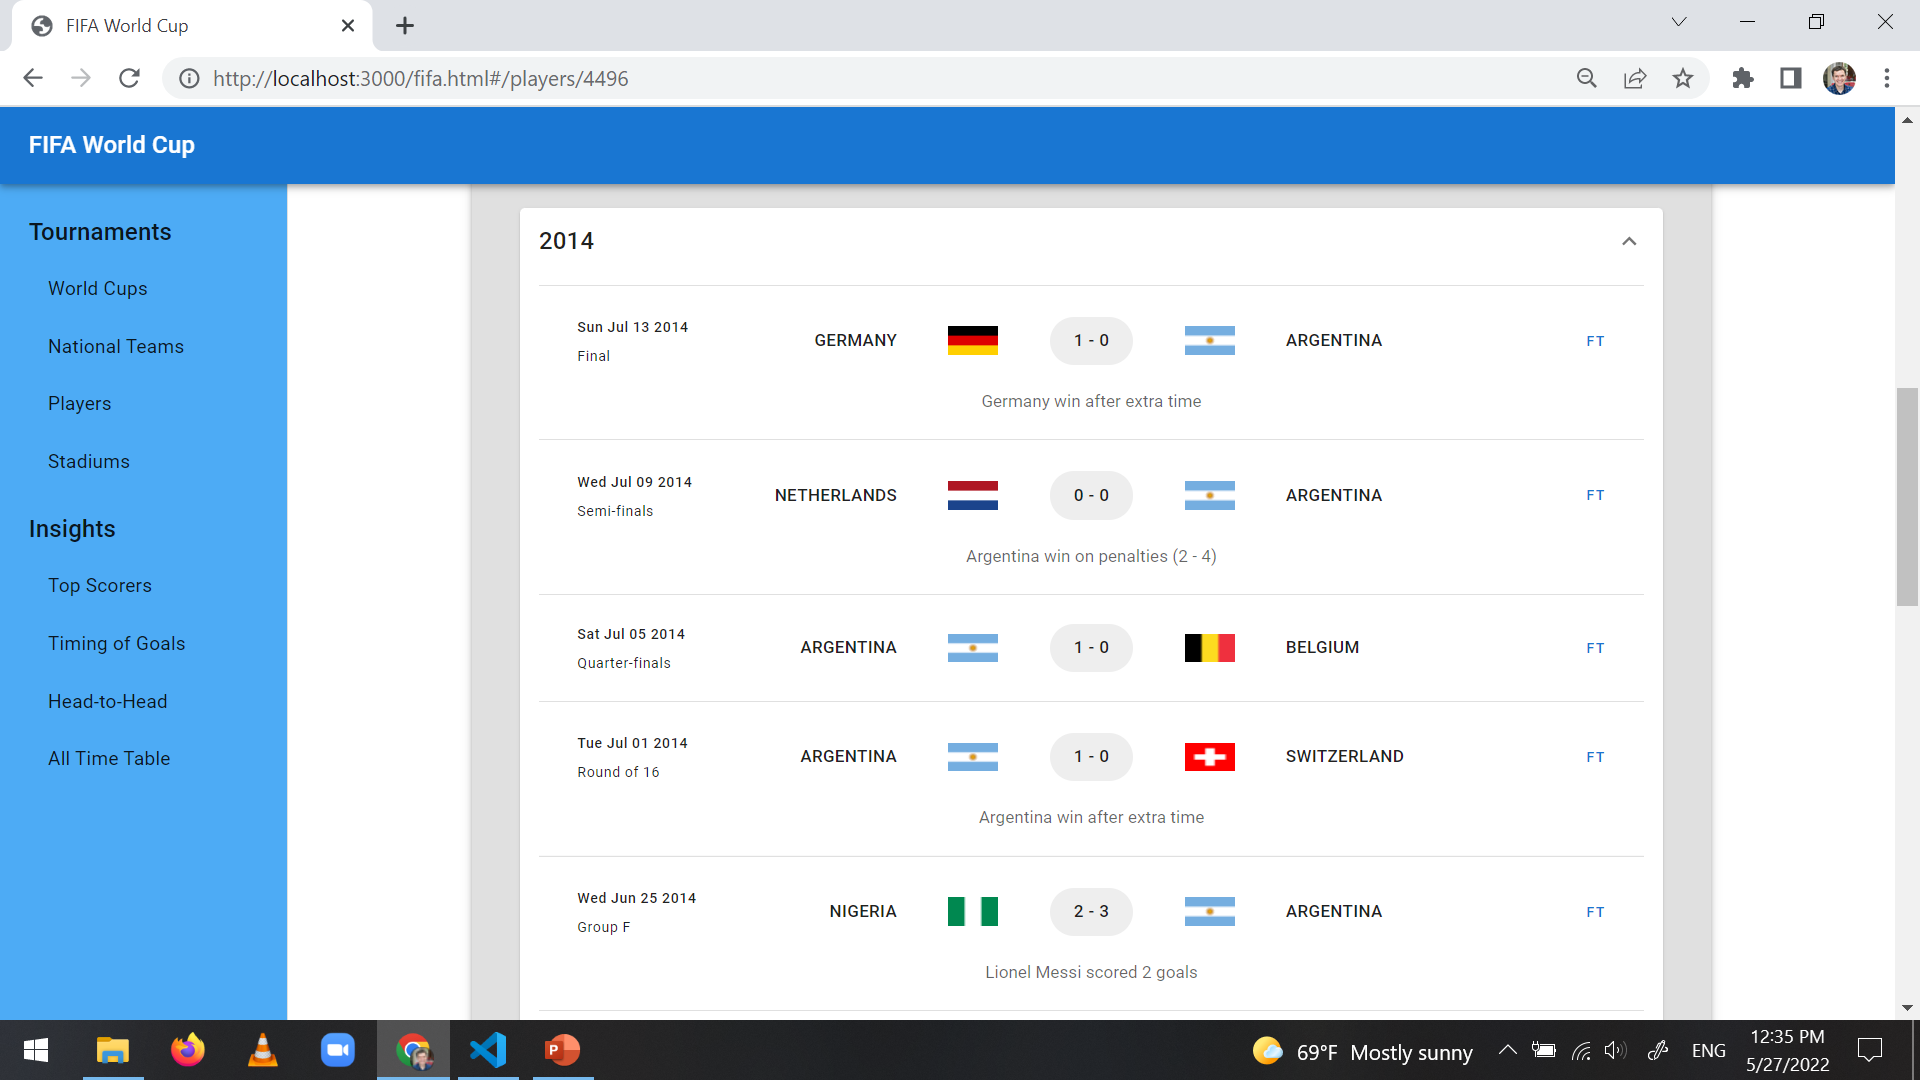 FIFA World Cup
http://localhost:3000/fifa.html#/players/4496
FIFA World Cup
Tournaments
World Cups
National Teams
Players
Stadiums
Insights
Top Scorers
Timing of Goals
Head-to-Head
All Time Table
2014
Sun Jul 13 2014
Final
GERMANY 1 - 0 ARGENTINA FT
Germany win after extra time
Wed Jul 09 2014
Semi-finals
NETHERLANDS 0 - 0 ARGENTINA FT
Argentina win on penalties (2 - 4)
Sat Jul 05 2014
Quarter-finals
ARGENTINA 1 - 0 BELGIUM FT
Tue Jul 01 2014
Round of 16
ARGENTINA 1 - 0 SWITZERLAND FT
Argentina win after extra time
Wed Jun 25 2014
Group F
NIGERIA 2 - 3 ARGENTINA FT
Lionel Messi scored 2 goals
P
69°F Mostly sunny
ENG
12:35 PM
5/27/2022